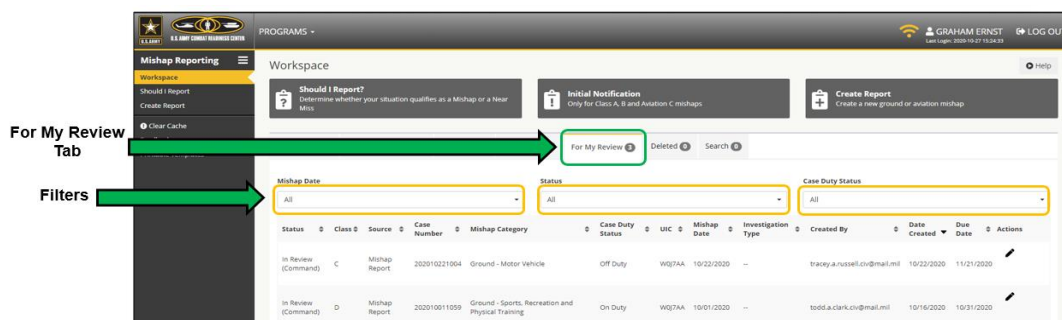 U.S.ARMY
U.S. ARMY COMBAT READINESS CENTER
PROGRAMS
GRAHAM ERNST
LOG OU
Last Login: 2020-10-27 15:24:33
Mishap Reporting
Workspace
Help
Workspace
Should I Report
Create Report
Clear Cache
Should I Report?
Determine whether your situation qualifies as a Mishap or a Near
Miss
Initial Notification
Only for Class A, B and Aviation C mishaps
Create Report
Create a new ground or aviation mishap
For My Review
Tab
For My Review 3
Deleted 0
Search 0
Filters
Mishap Date
Status
Case Duty Status
All
All
All
Status Class Source Case Number Mishap Category Case Duty Status UIC Mishap Date Investigation Type Created By Date Created Due Date Actions
In Review (Command) C Mishap Report 202010221004 Ground - Motor Vehicle Off Duty W0J7AA 10/22/2020 -- tracey.a.russell.civ@mail.mil 10/22/2020 11/21/2020
In Review (Command) D Mishap Report 202010011059 Ground - Sports, Recreation and Physical Training On Duty W0J7AA 10/01/2020 -- todd.a.clark.civ@mail.mil 10/16/2020 10/31/2020